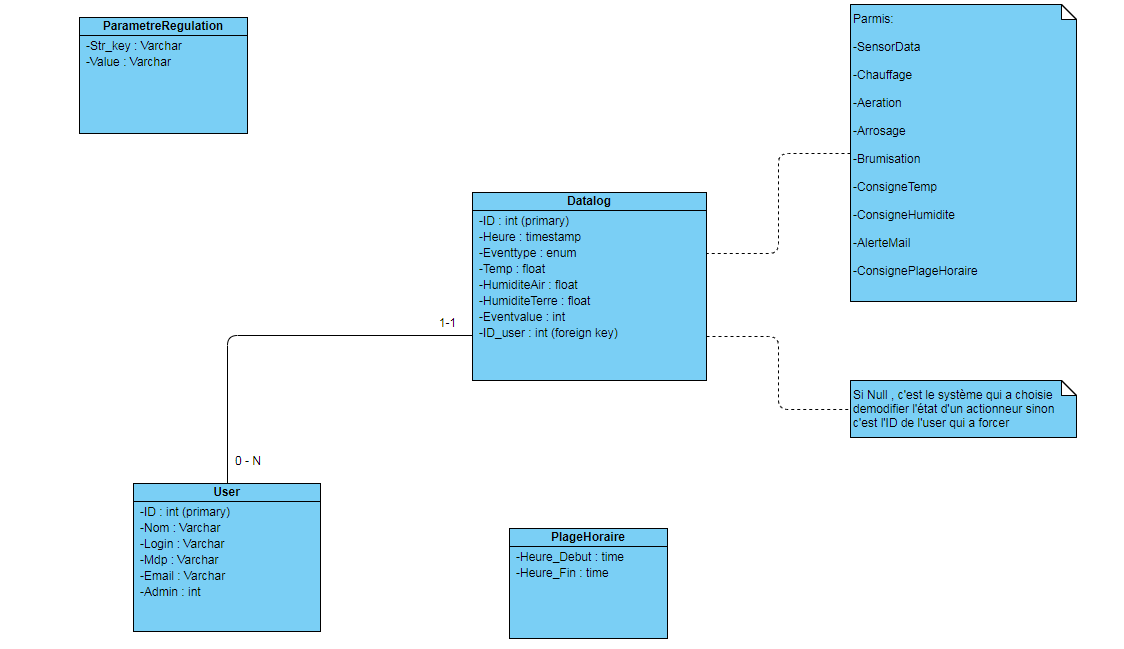 ParametreRegulation
-Str_key : Varchar
-Value : Varchar
Parmis:
-SensorData
-Chauffage
-Aeration
-Arrosage
-Brumisation
-ConsigneTemp
-ConsigneHumidite
-AlerteMail
-ConsignePlageHoraire
Datalog
-ID : int (primary)
-Heure : timestamp
-Eventtype : enum
-Temp : float
-HumiditeAir : float
-HumiditeTerre : float
-Eventvalue : int
-ID_user : int (foreign key)
1-1
0 - N
Si Null , c'est le système qui a choisie
demodifier l'état d'un actionneur sinon
c'est l'ID de l'user qui a forcer
User
-ID : int (primary)
-Nom : Varchar
-Login : Varchar
-Mdp : Varchar
-Email : Varchar
-Admin : int
PlageHoraire
-Heure_Debut : time
-Heure_Fin : time